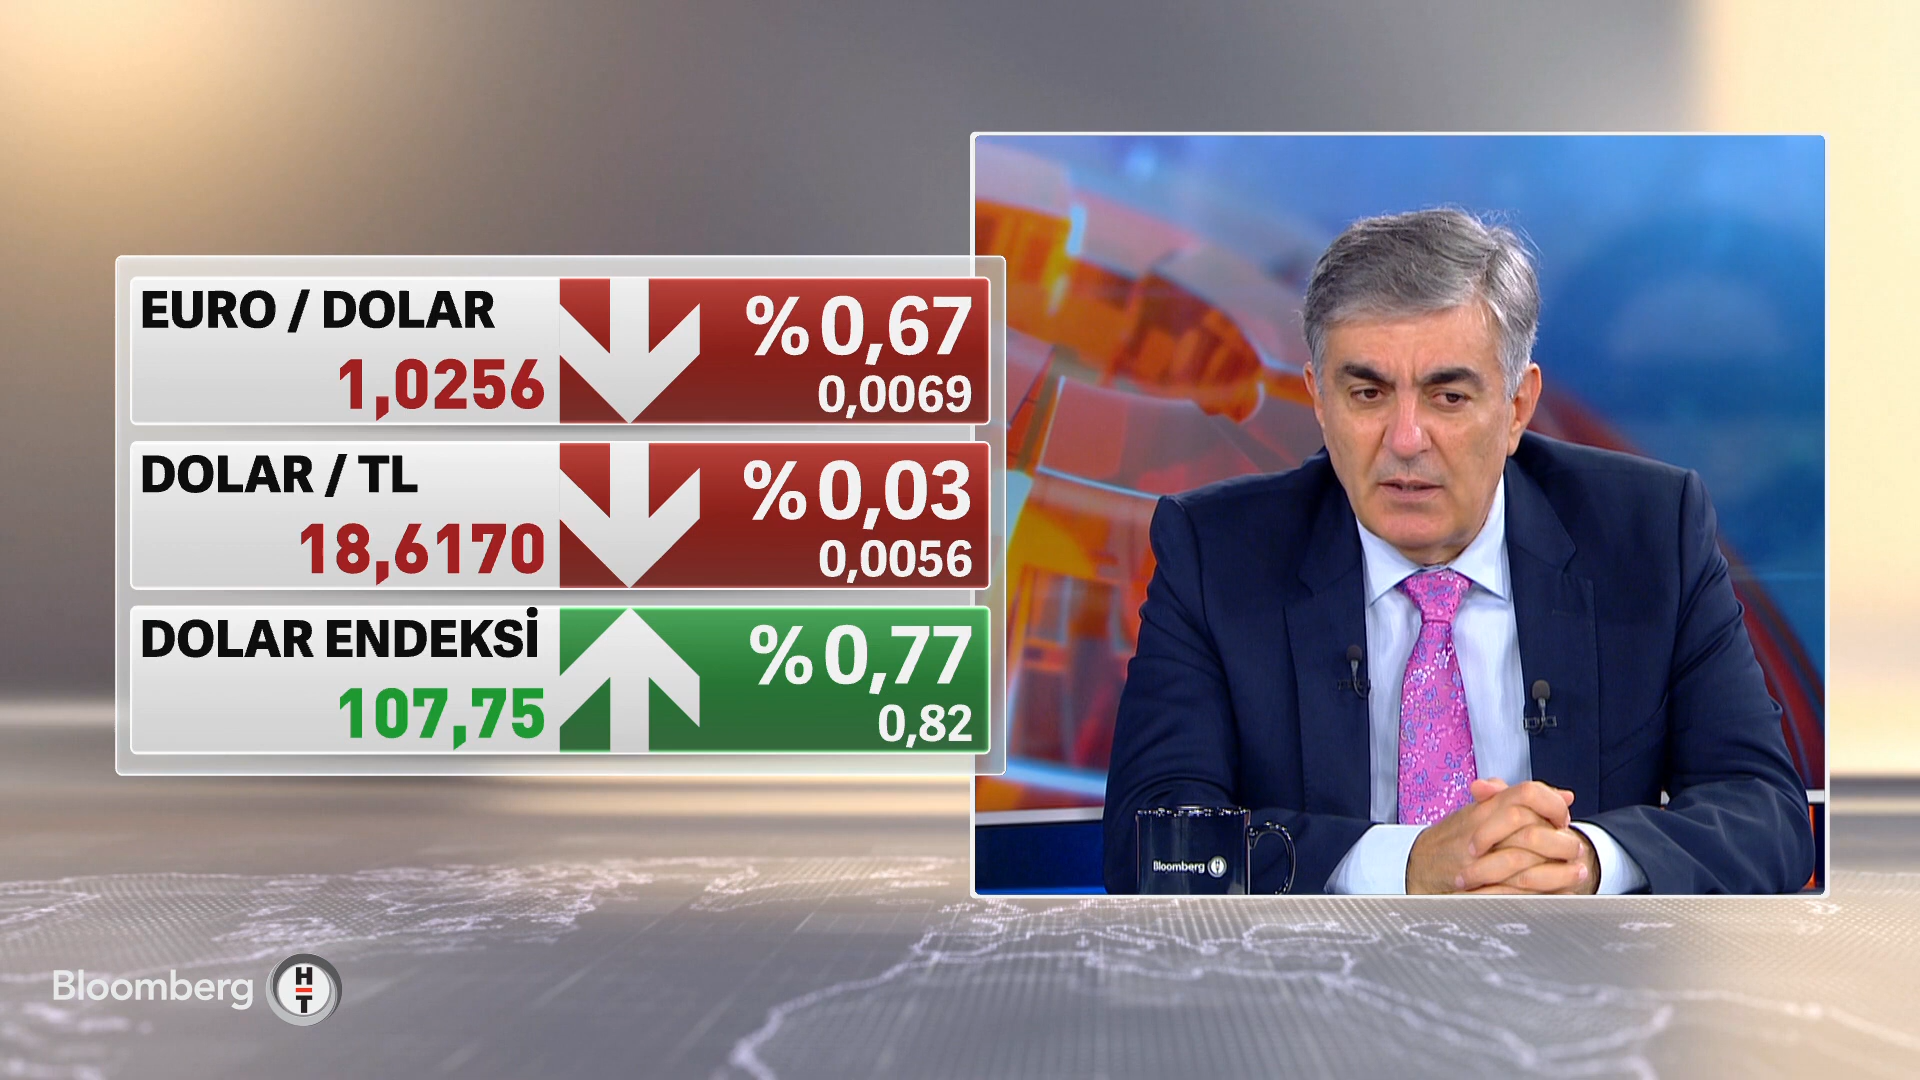 EURO / DOLAR
1,0256
%0,67
0,0069
DOLAR / TL
18,6170
%0,03
0,0056
DOLAR ENDEKSİ
107,75
%0,77
0,82
Bloomberg HT
Bloomberg HT